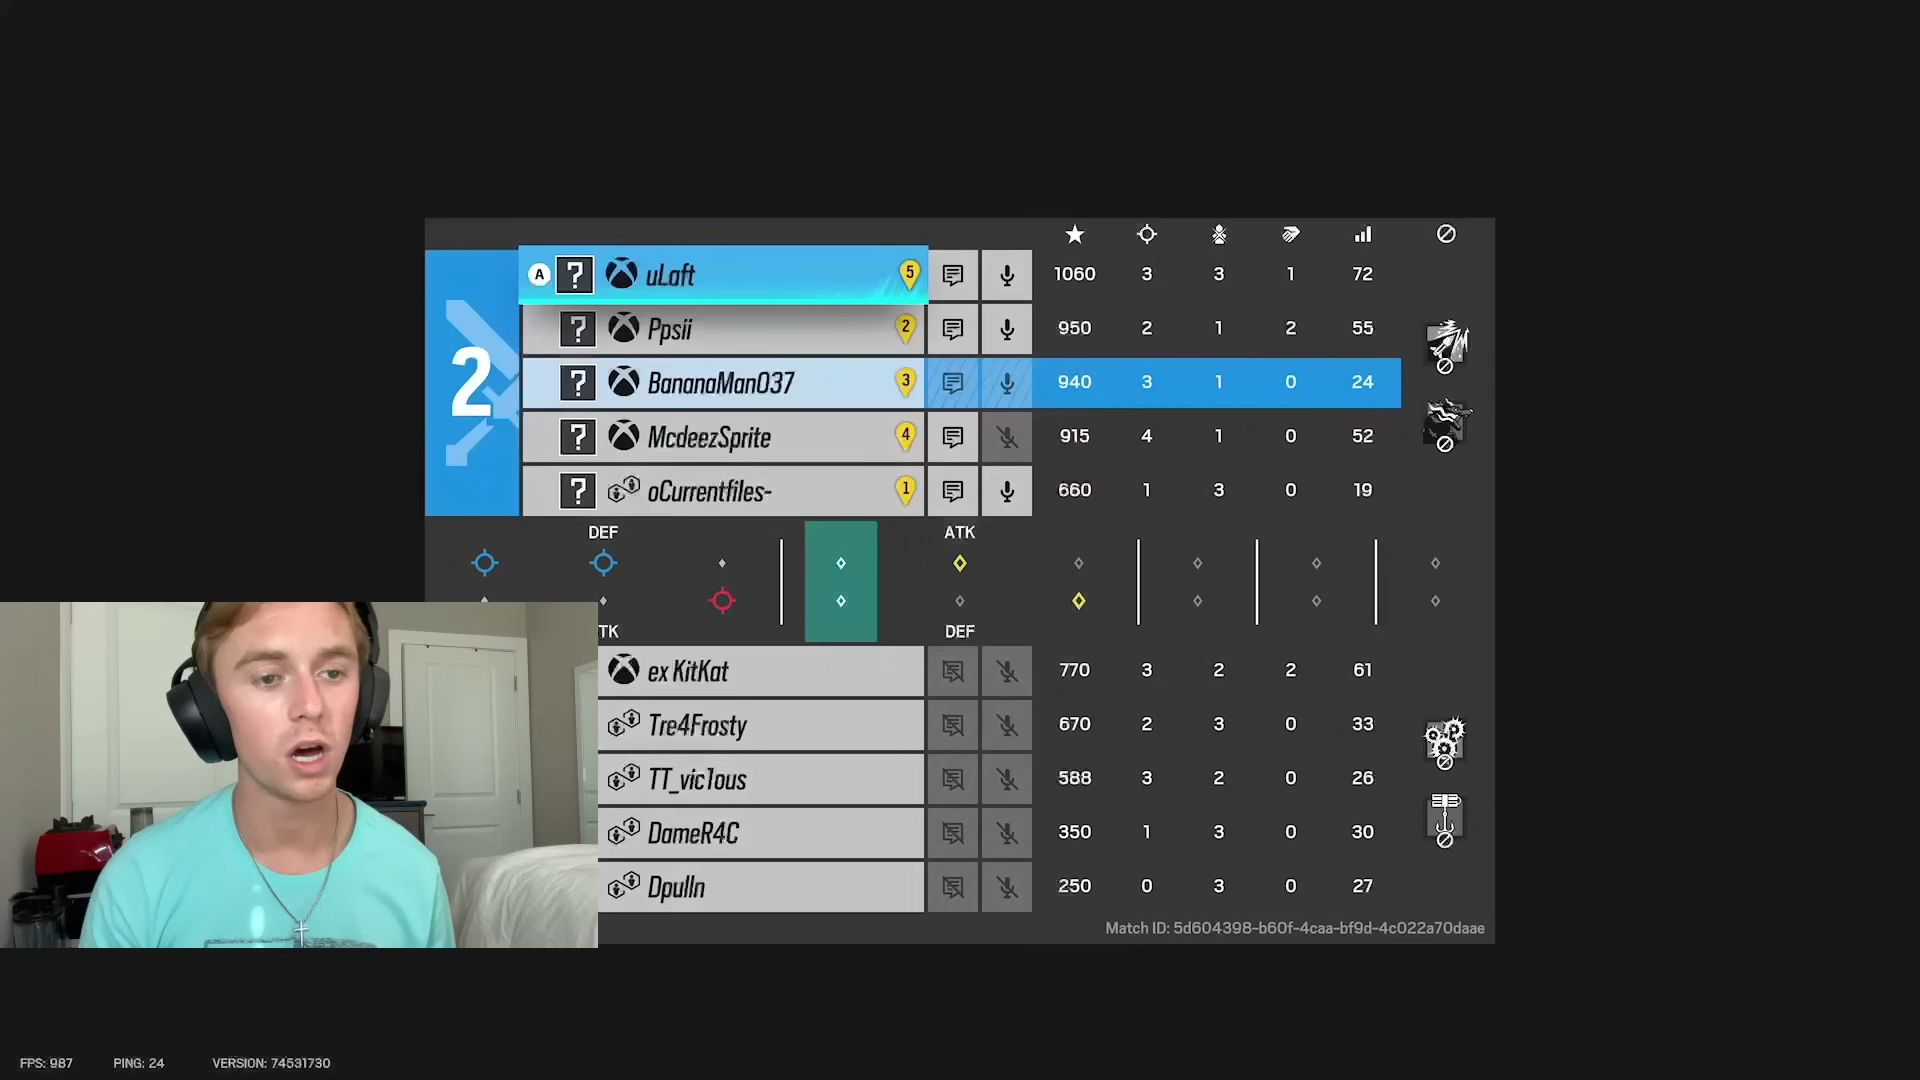 A ? uLaft 5 1060 3 3 1 72
? Ppsii 2 950 2 1 2 55
2
? BananaMan037 3 940 3 1 0 24
? McdeezSprite 4 915 4 1 0 52
? oCurrentfiles- 1 660 1 3 0 19
DEF ATK
TK DEF
ex KitKat 770 3 2 2 61
Tre4Frosty 670 2 3 0 33
TT_vic1ous 588 3 2 0 26
DameR4C 350 1 3 0 30
Dpulln 250 0 3 0 27
Match ID: 5d604398-b60f-4caa-bf9d-4c022a70daae
FPS: 987 PING: 24 VERSION: 74531730